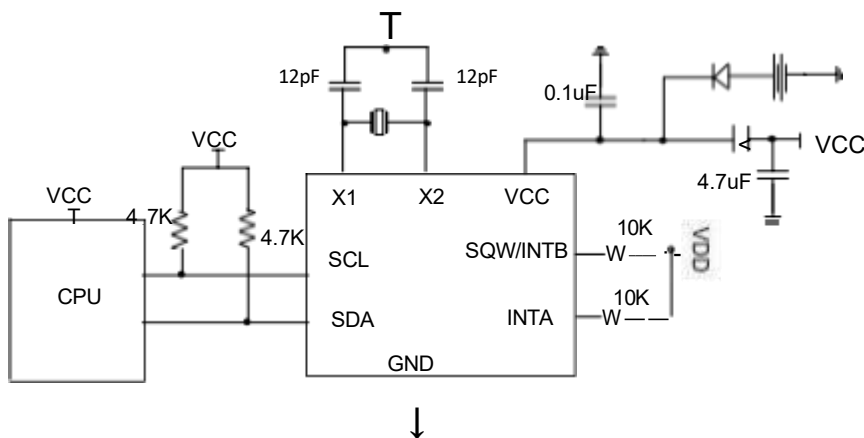 T
12pF
12pF
0.1uF
VCC
VCC
VCC
4.7uF
4.7K
4.7K
X1
X2
VCC
10K
VDD
SCL
SQW/INTB
W
CPU
10K
SDA
INTA
W
GND